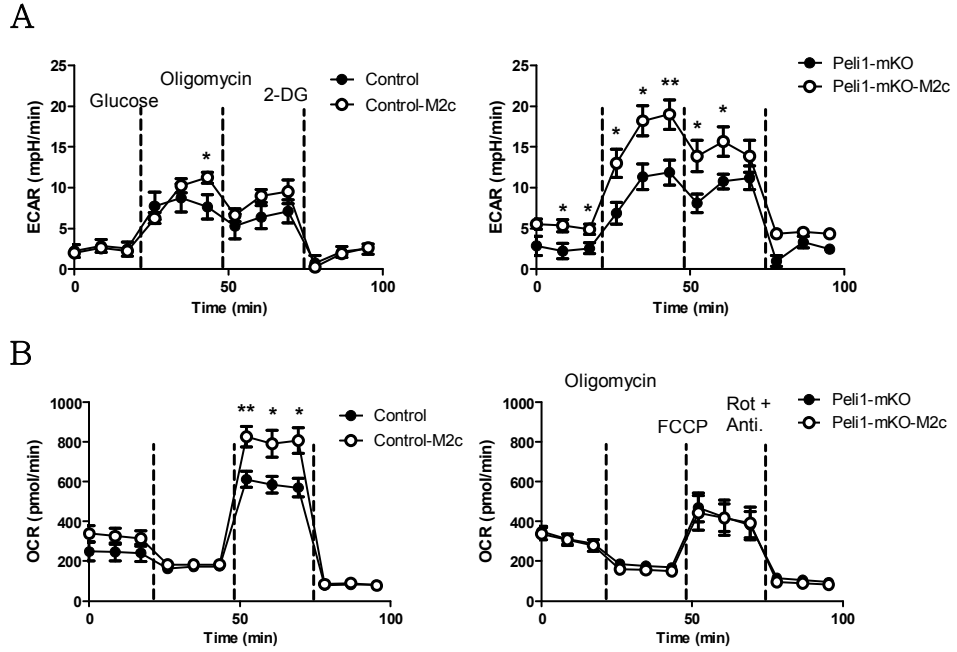 A
Glucose
Oligomycin
2-DG
Control
Control-M2c
ECAR (mpH/min)
25
20
15
10
5
0
*
0
50
100
Time (min)
Peli1-mKO
Peli1-mKO-M2c
ECAR (mpH/min)
25
20
15
10
5
0
*
*
*
*
**
*
*
0
50
100
Time (min)
B
Control
Control-M2c
OCR (pmol/min)
1000
800
600
400
200
0
**
*
*
0
50
100
Time (min)
Oligomycin
FCCP
Rot +
Anti.
Peli1-mKO
Peli1-mKO-M2c
OCR (pmol/min)
1000
800
600
400
200
0
0
50
100
Time (min)